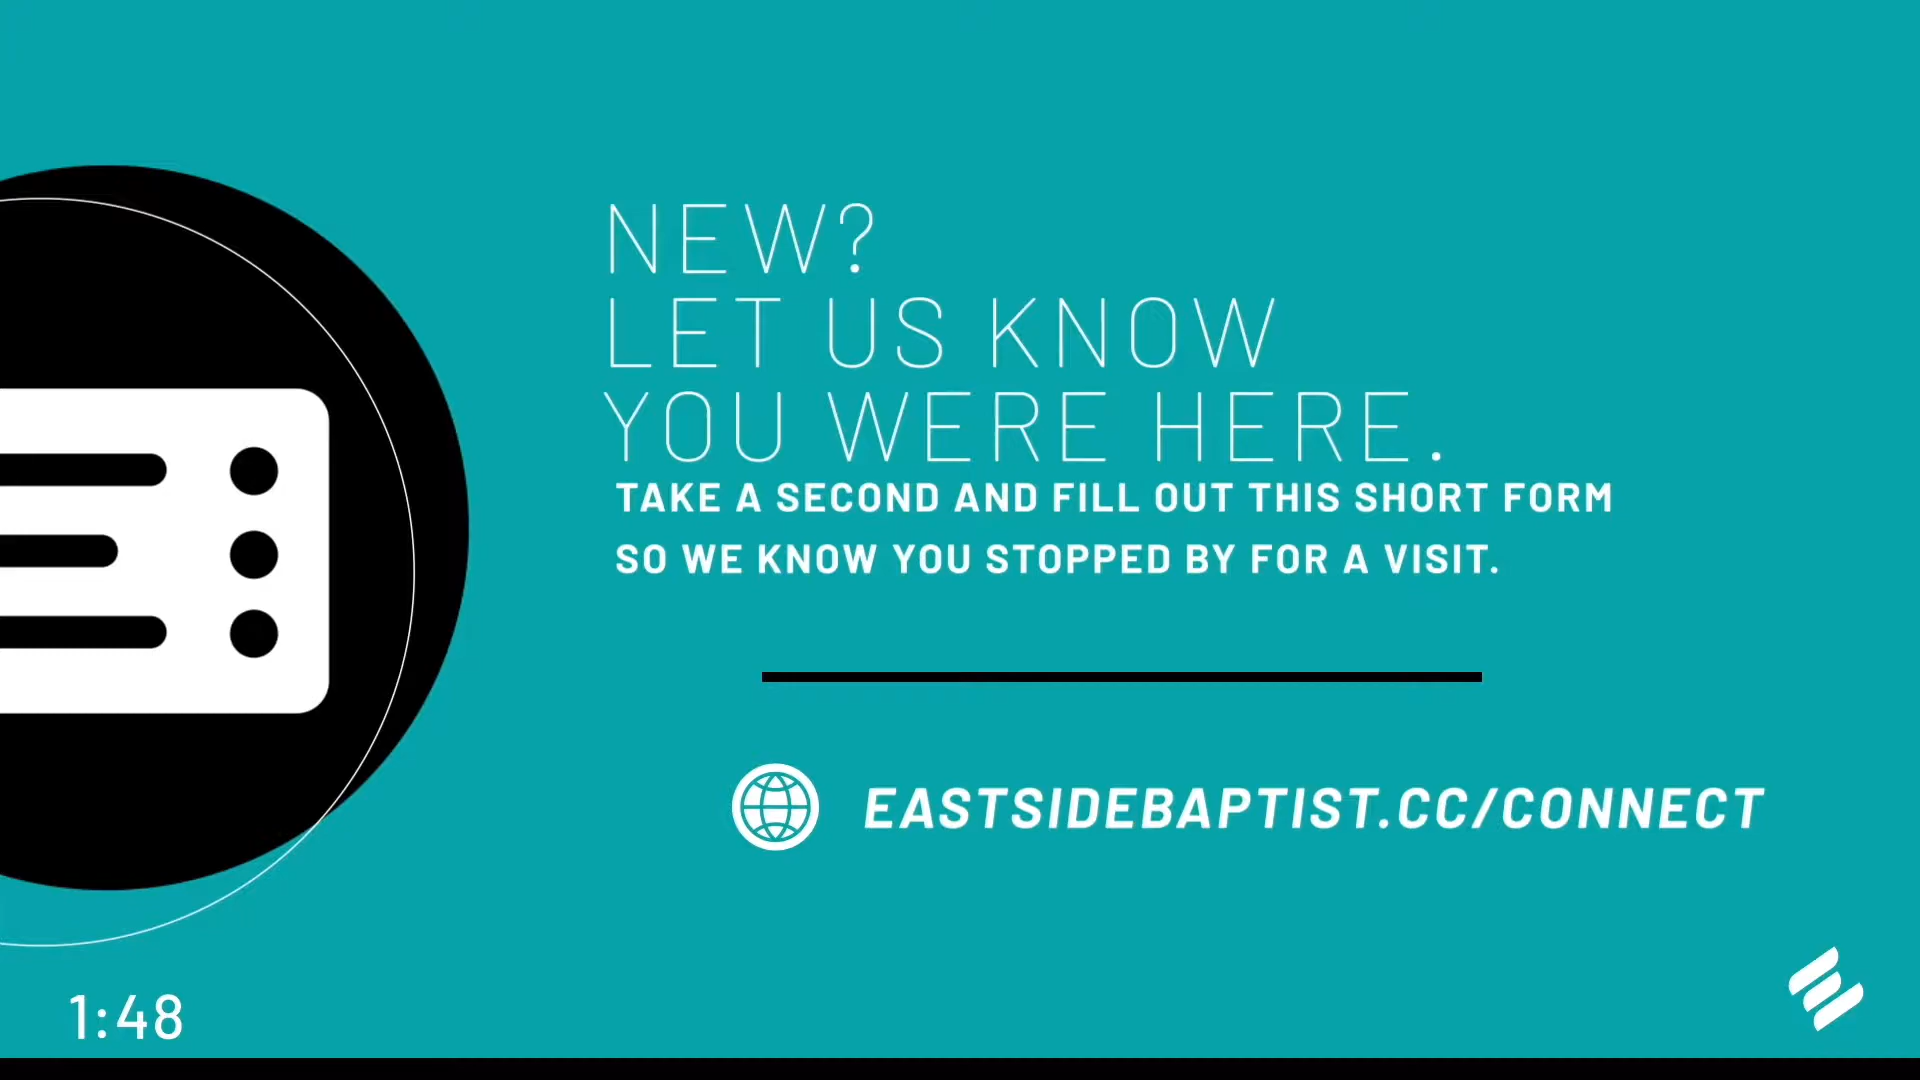 NEW?
LET US KNOW
YOU WERE HERE.
TAKE A SECOND AND FILL OUT THIS SHORT FORM
SO WE KNOW YOU STOPPED BY FOR A VISIT.
EASTSIDEBAPTIST.CC/CONNECT
1:48